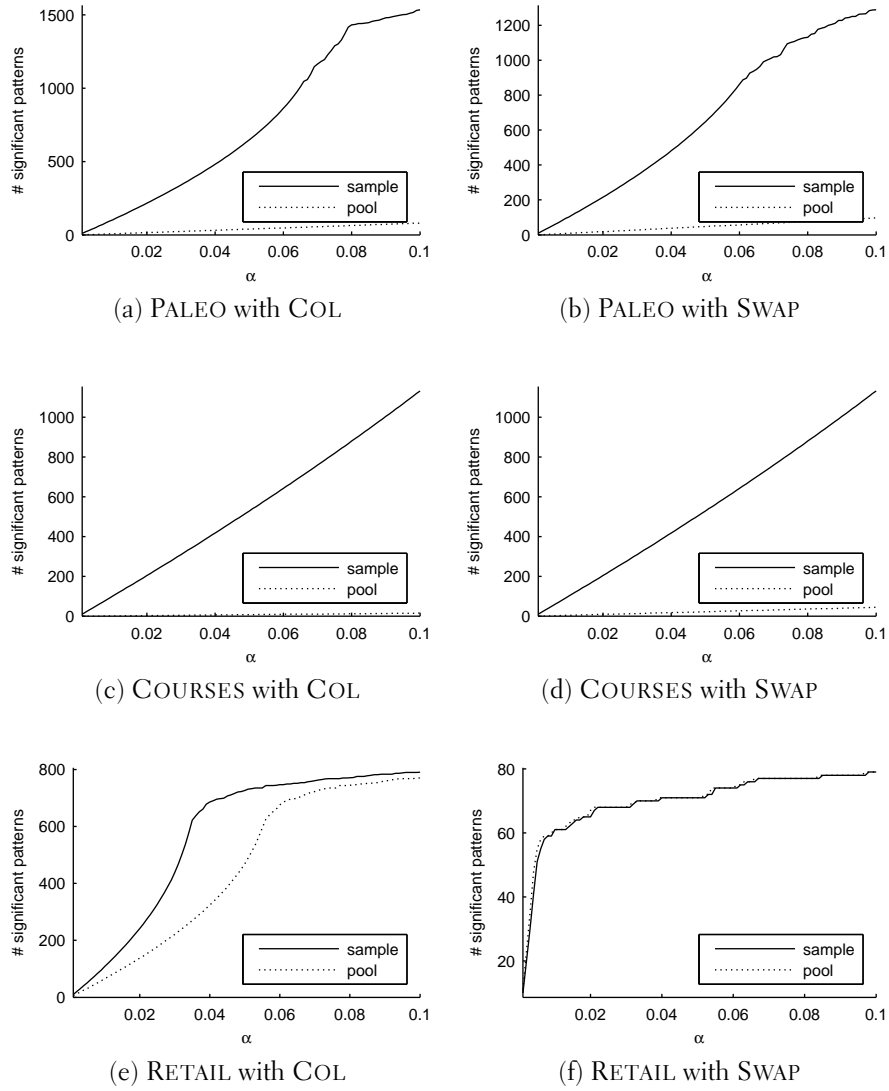 1500
1000
500
0
# significant patterns
sample
pool
0.02 0.04 0.06 0.08 0.1
α
(a) PALEO with COL
1200
1000
800
600
400
200
0
# significant patterns
sample
pool
0.02 0.04 0.06 0.08 0.1
α
(b) PALEO with SWAP
1000
800
600
400
200
0
# significant patterns
sample
pool
0.02 0.04 0.06 0.08 0.1
α
(c) COURSES with COL
1000
800
600
400
200
0
# significant patterns
sample
pool
0.02 0.04 0.06 0.08 0.1
α
(d) COURSES with SWAP
800
600
400
200
0
# significant patterns
sample
pool
0.02 0.04 0.06 0.08 0.1
α
(e) RETAIL with COL
80
60
40
20
# significant patterns
sample
pool
0.02 0.04 0.06 0.08 0.1
α
(f) RETAIL with SWAP